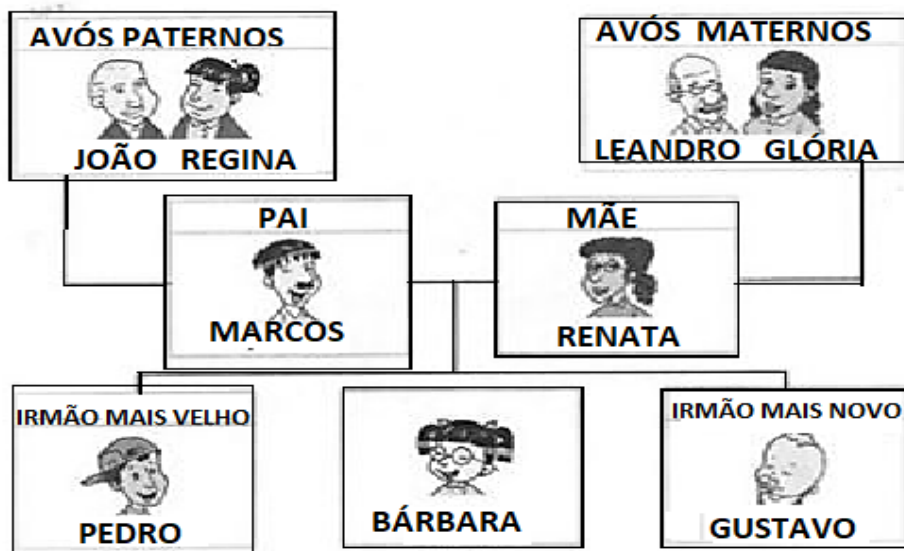 AVÓS PATERNOS
JOÃO REGINA
AVÓS MATERNOS
LEANDRO GLÓRIA
PAI
MARCOS
MÃE
RENATA
IRMÃO MAIS VELHO
PEDRO
BÁRBARA
IRMÃO MAIS NOVO
GUSTAVO